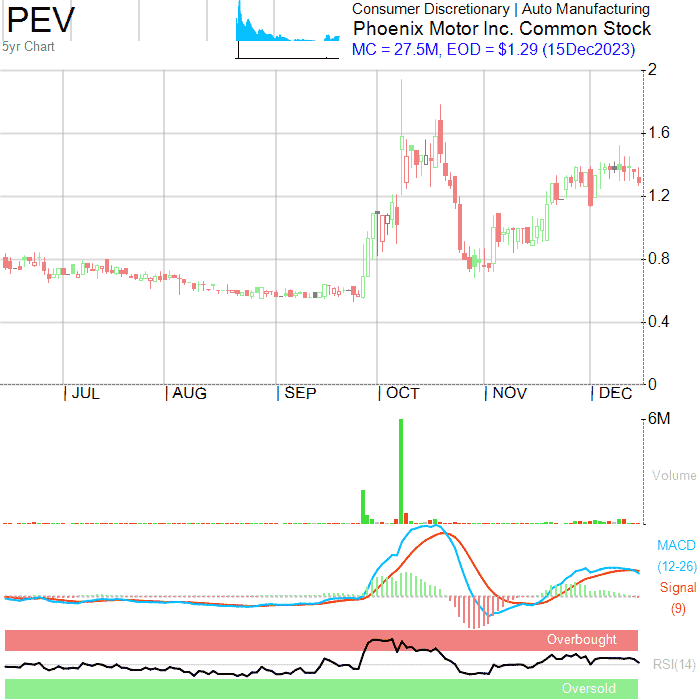 PEV
5yr Chart
Consumer Discretionary | Auto Manufacturing
Phoenix Motor Inc. Common Stock
MC = 27.5M, EOD = $1.29 (15Dec2023)
2
1.6
1.2
0.8
0.4
0
| JUL | AUG | SEP | OCT | NOV | DEC
6M
Volume
MACD
(12-26)
Signal
(9)
Overbought
RSI(14)
Oversold